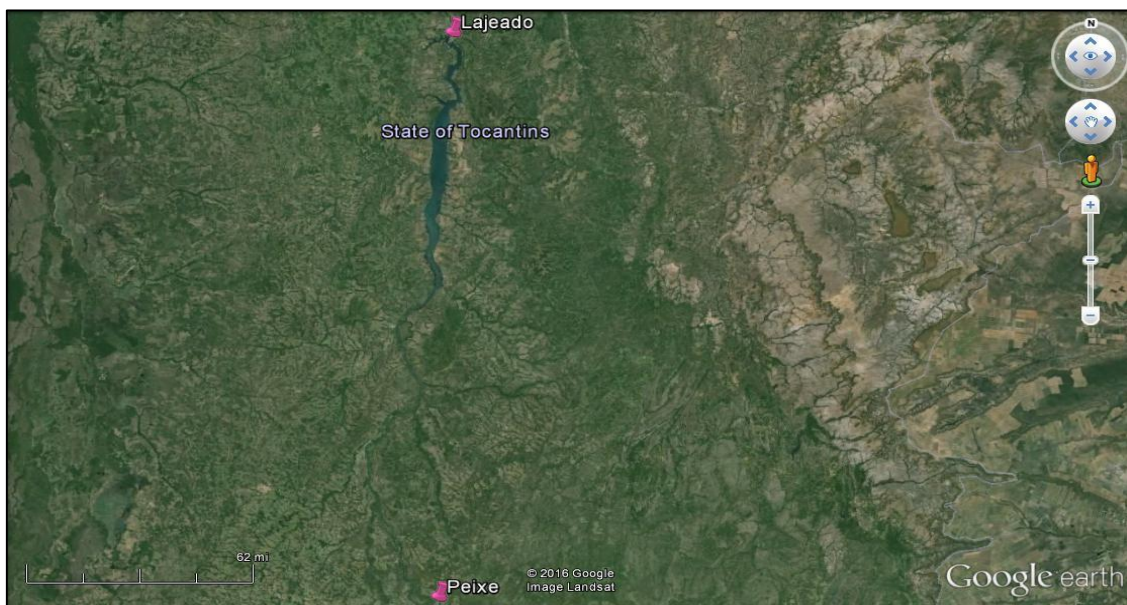 Lajeado
N
State of Tocantins
62 mi
Peixe
© 2016 Google
Image Landsat
Google earth